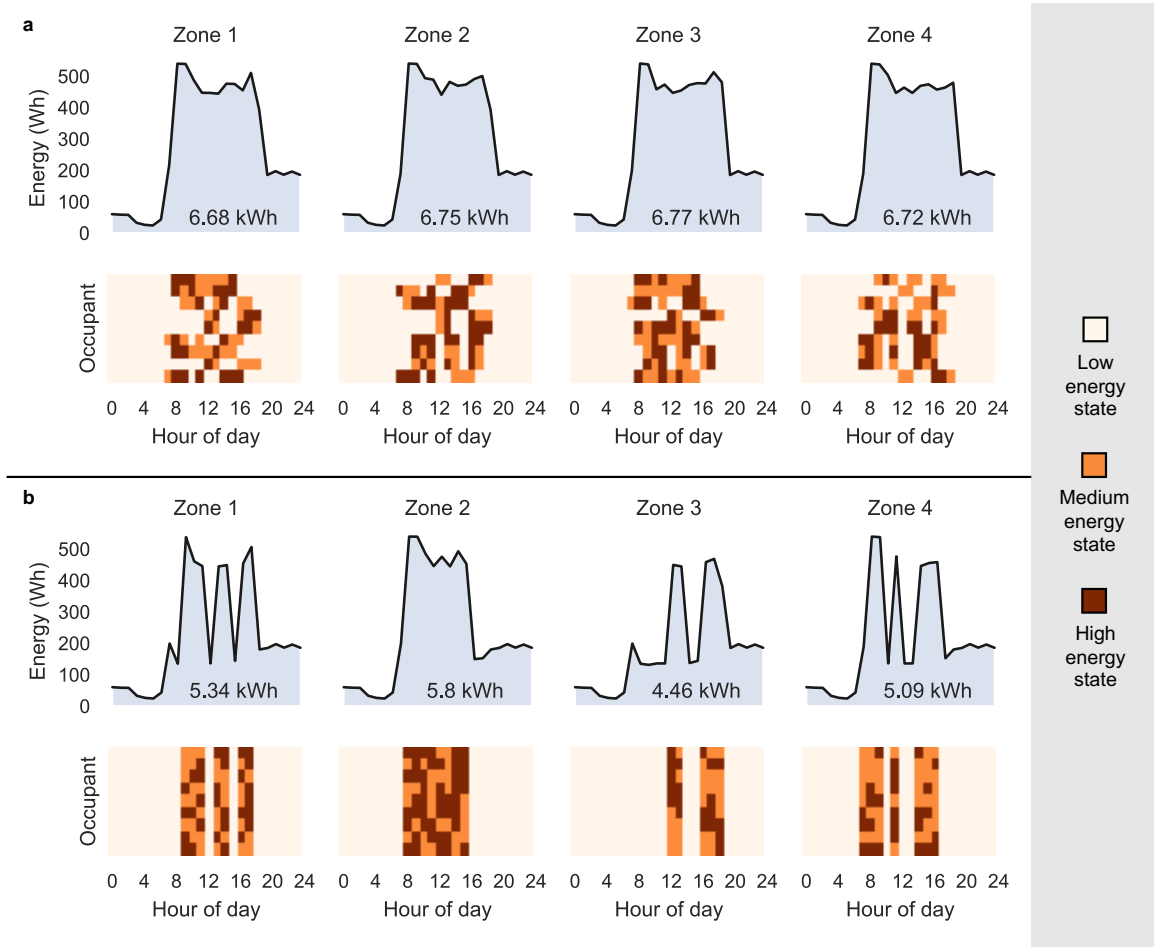 a
Zone 1
Zone 2
Zone 3
Zone 4
Energy (Wh)
500
400
300
200
100
0
6.68 kWh
6.75 kWh
6.77 kWh
6.72 kWh
Occupant
0 4 8 12 16 20 24
0 4 8 12 16 20 24
0 4 8 12 16 20 24
0 4 8 12 16 20 24
Hour of day
Hour of day
Hour of day
Hour of day
b
Zone 1
Zone 2
Zone 3
Zone 4
Energy (Wh)
500
400
300
200
100
0
5.34 kWh
5.8 kWh
4.46 kWh
5.09 kWh
Occupant
0 4 8 12 16 20 24
0 4 8 12 16 20 24
0 4 8 12 16 20 24
0 4 8 12 16 20 24
Hour of day
Hour of day
Hour of day
Hour of day
Low
energy
state
Medium
energy
state
High
energy
state